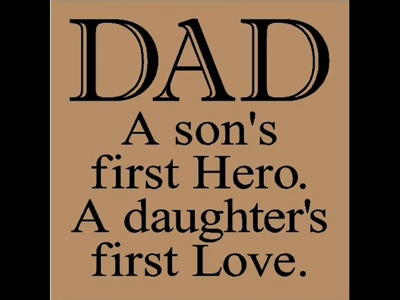 DAD
A son's
first Hero.
A daughter's
first Love.